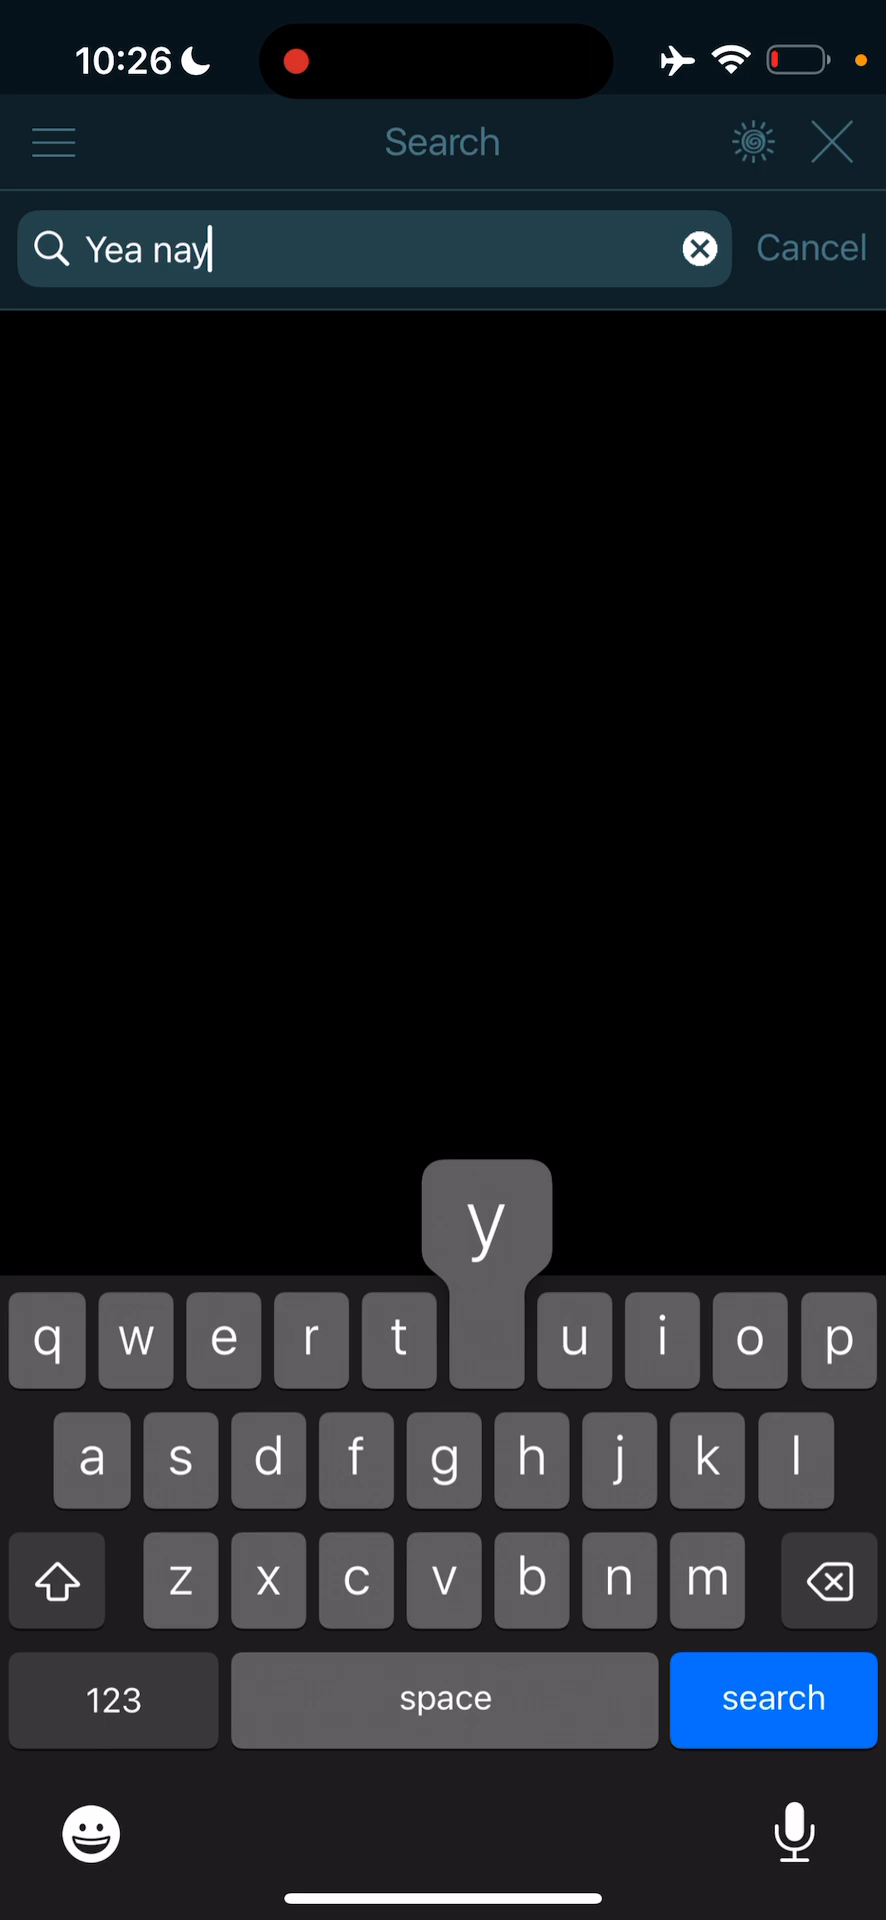 10:26
Search
Yea nay
Cancel
y
q w e r t u i o p
a s d f g h j k l
z x c v b n m
123 space search